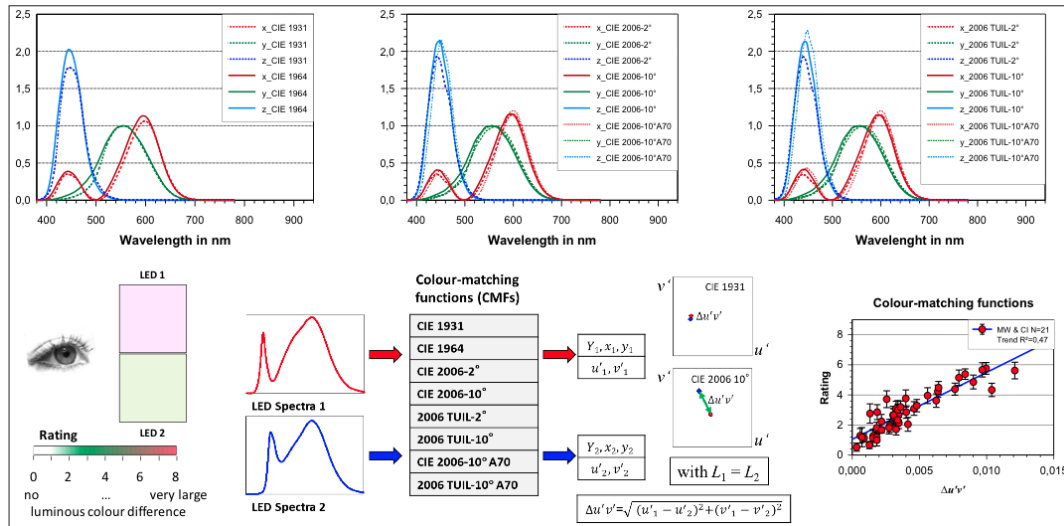 2,5
2,0
1,5
1,0
0,5
0,0
400 500 600 700 800 900
Wavelength in nm
x_CIE 1931
y_CIE 1931
z_CIE 1931
x_CIE 1964
y_CIE 1964
z_CIE 1964
2,5
2,0
1,5
1,0
0,5
0,0
400 500 600 700 800 900
Wavelength in nm
x_CIE 2006-2°
y_CIE 2006-2°
z_CIE 2006-2°
x_CIE 2006-10°
y_CIE 2006-10°
z_CIE 2006-10°
x_CIE 2006-10°A70
y_CIE 2006-10°A70
z_CIE 2006-10°A70
2,5
2,0
1,5
1,0
0,5
0,0
400 500 600 700 800 900
Wavelenght in nm
x_2006 TUIL-2°
y_2006 TUIL-2°
z_2006 TUIL-2°
x_2006 TUIL-10°
y_2006 TUIL-10°
z_2006 TUIL-10°
x_2006 TUIL-10°A70
y_2006 TUIL-10°A70
z_2006 TUIL-10°A70
LED 1
LED 2
Rating
0 2 4 6 8 10
no ... very large
luminous colour difference
LED Spectra 1
LED Spectra 2
Colour-matching
functions (CMFs)
CIE 1931
CIE 1964
CIE 2006-2°
CIE 2006-10°
2006 TUIL-2°
2006 TUIL-10°
CIE 2006-10° A70
2006 TUIL-10° A70
Y₁, x₁, y₁
u'₁, v'₁
Y₂, x₂, y₂
u'₂, v'₂
v'
CIE 1931
Δu'v'
u'
v'
CIE 2006 10°
Δu'v'
u'
with L₁ = L₂
Δu'v'=√(u'₁ − u'₂)²+(v'₁ − v'₂)²
Colour-matching functions
MW & CI N=21
Trend R²=0,47
Rating
8
6
4
2
0
0,000 0,005 0,010 0,015
Δu'v'